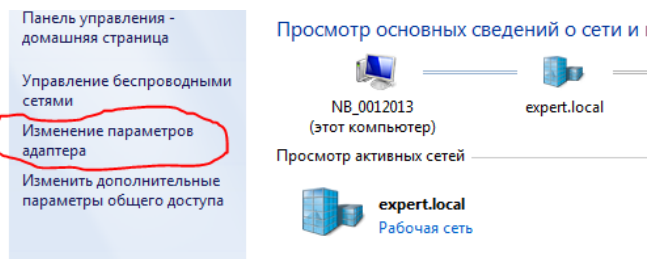 Панель управления -
домашняя страница
Управление беспроводными
сетями
Изменение параметров
адаптера
Изменить дополнительные
параметры общего доступа
Просмотр основных сведений о сети и
NB_0012013
(этот компьютер)
expert.local
Просмотр активных сетей
expert.local
Рабочая сеть